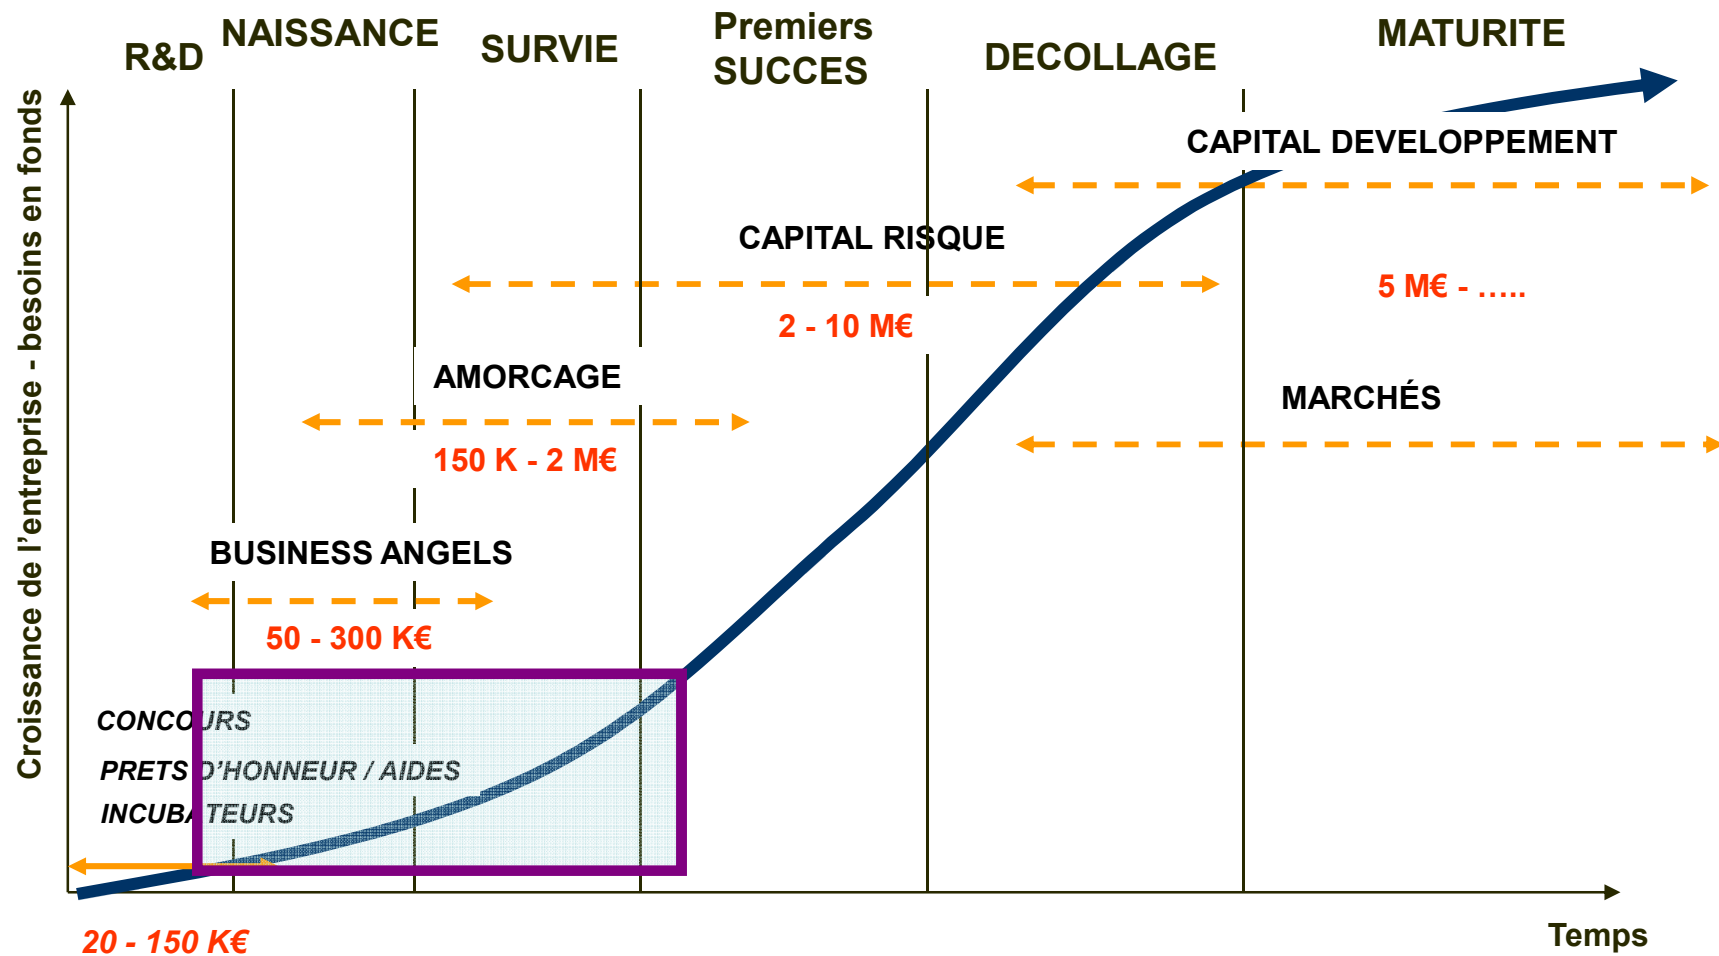 R&D
NAISSANCE
SURVIE
Premiers
SUCCES
DECOLLAGE
MATURITE
Croissance de l'entreprise - besoins en fonds
CAPITAL DEVELOPPEMENT
CAPITAL RISQUE
5 M€ - …..
2 - 10 M€
AMORCAGE
MARCHÉS
150 K - 2 M€
BUSINESS ANGELS
50 - 300 K€
CONCOURS
PRETS D'HONNEUR / AIDES
INCUBATEURS
20 - 150 K€
Temps